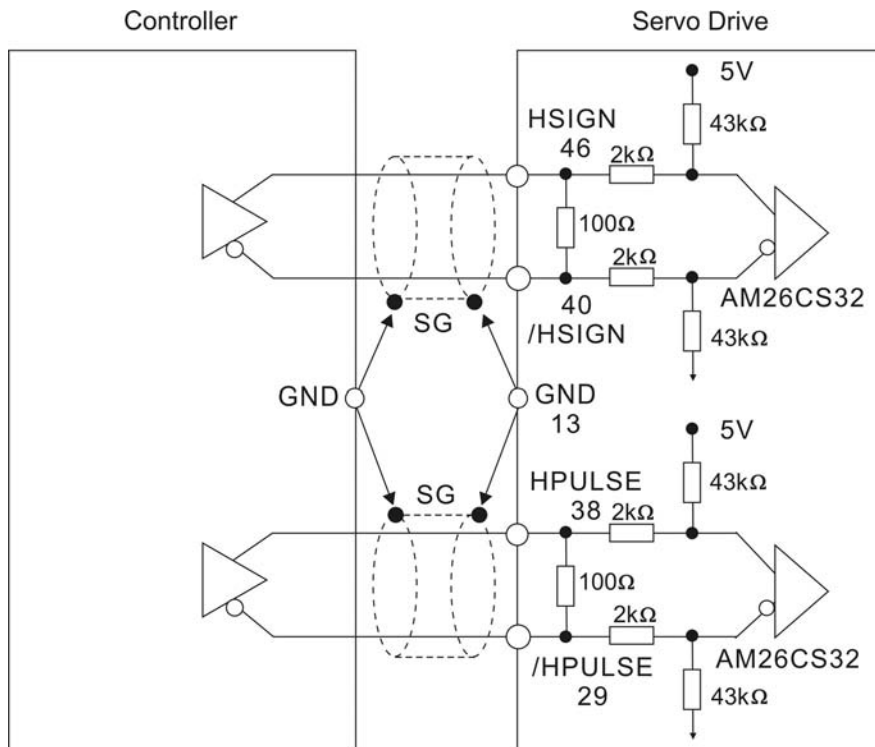 Controller
Servo Drive
5V
43kΩ
HSIGN
46
2kΩ
100Ω
2kΩ
AM26CS32
40
/HSIGN
43kΩ
SG
GND
GND
13
5V
SG
HPULSE
38
2kΩ
43kΩ
100Ω
2kΩ
AM26CS32
/HPULSE
29
43kΩ